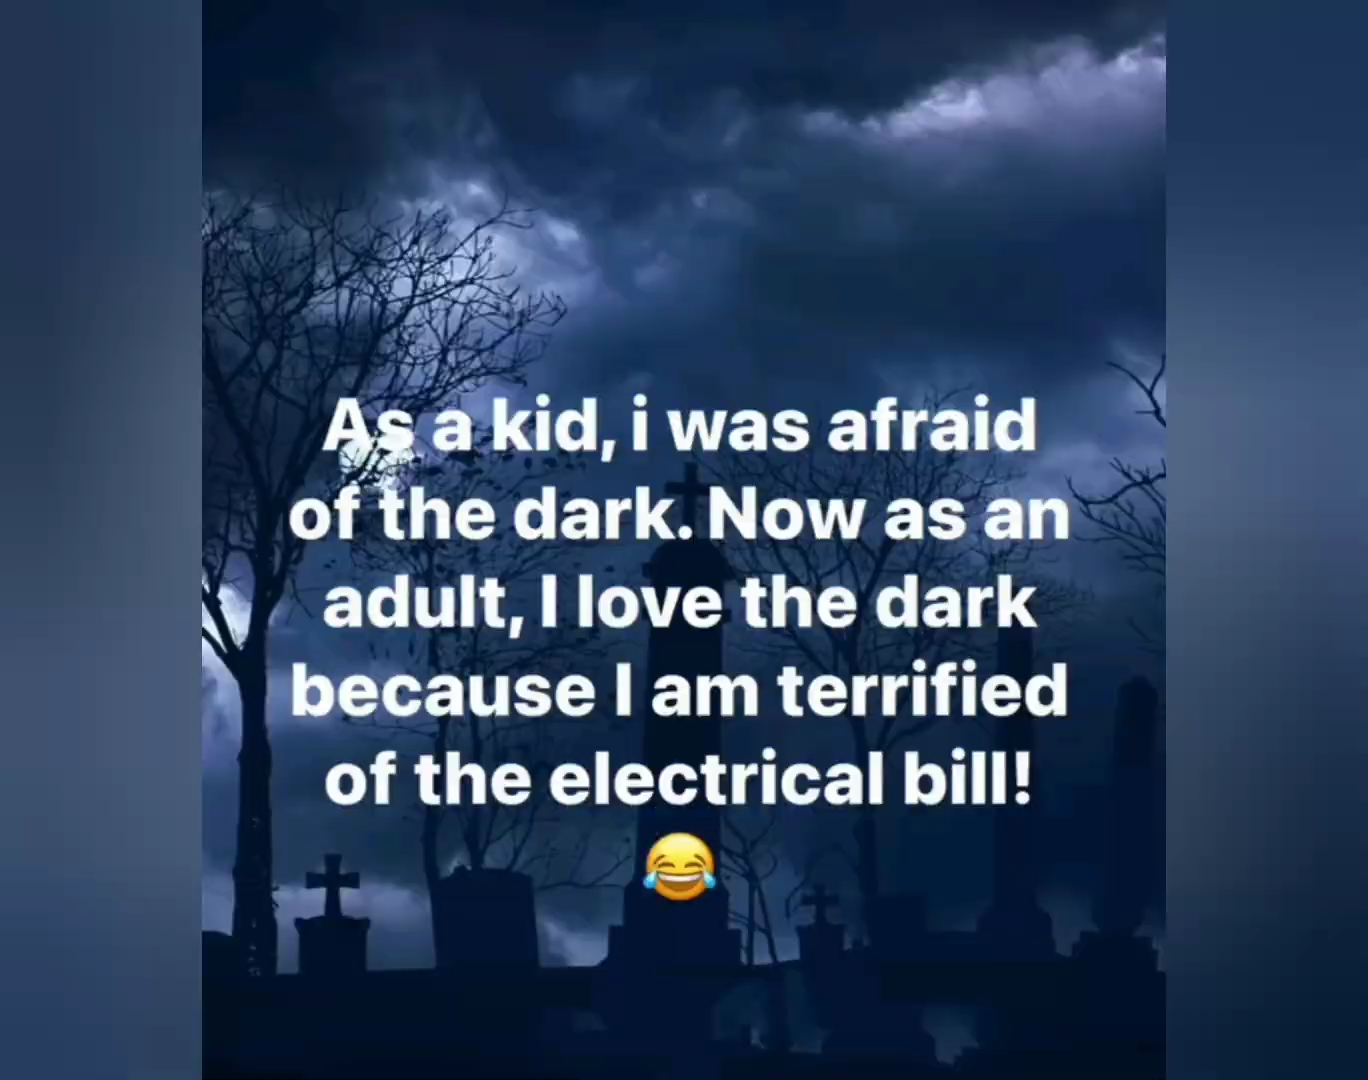 As a kid, i was afraid
of the dark. Now as an
adult, I love the dark
because I am terrified
of the electrical bill!
😂